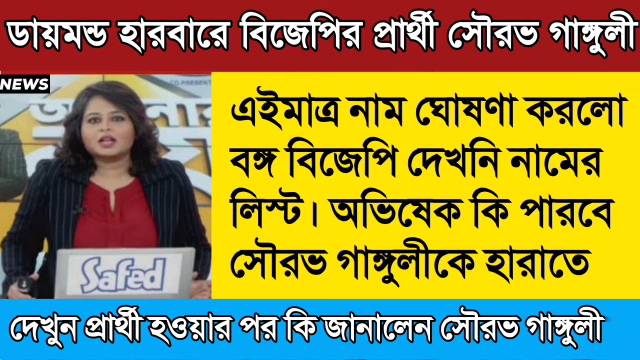 ডায়মন্ড হারবারে বিজেপির প্রার্থী সৌরভ গাঙ্গুলী
NEWS
এইমাত্র নাম ঘোষণা করলো
বঙ্গ বিজেপি দেখনি নামের
লিস্ট। অভিষেক কি পারবে
সৌরভ গাঙ্গুলীকে হারাতে
Safed
দেখুন প্রার্থী হওয়ার পর কি জানালেন সৌরভ গাঙ্গুলী